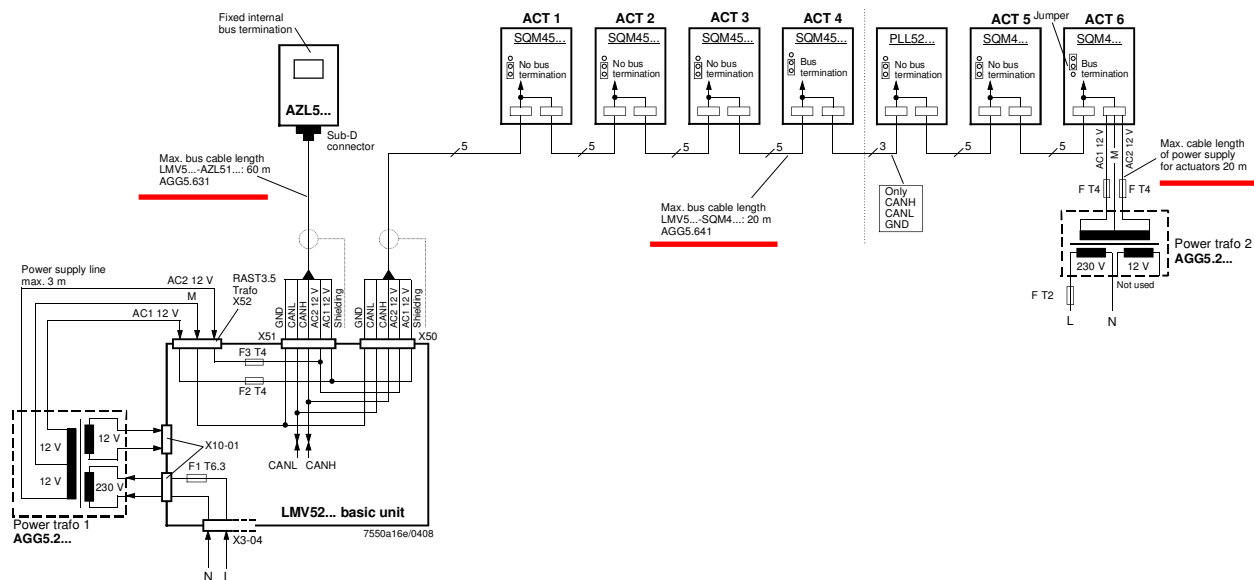 Fixed internal
bus termination
AZL5...
Sub-D
connector
Max. bus cable length
LMV5...-AZL51...: 60 m
AGG5.631
ACT 1
SQM45...
No bus
termination
ACT 2
SQM45...
No bus
termination
ACT 3
SQM45...
No bus
termination
ACT 4
SQM45...
Bus
termination
PLL52...
No bus
termination
ACT 5
SQM4...
No bus
termination
ACT 6
Jumper
SQM4...
Bus
termination
5
5
5
5
3
5
5
Max. bus cable length
LMV5...-SQM4...: 20 m
AGG5.641
Only
CANH
CANL
GND
AC1 12 V
M
AC2 12 V
Max. cable length
of power supply
for actuators 20 m
F T4
F T4
Power trafo 2
AGG5.2...
230 V
12 V
Not used
F T2
L
N
Power supply line
max. 3 m
AC2 12 V
M
AC1 12 V
RAST3.5
Trafo
X52
GND
CANL
CANH
AC2 12 V
AC1 12 V
Shielding
GND
CANL
CANH
AC2 12 V
AC1 12 V
Shielding
X51
X50
F3 T4
F2 T4
12 V
12 V
12 V
230 V
X10-01
F1 T6.3
CANL
CANH
Power trafo 1
AGG5.2...
LMV52... basic unit
7550a16e/0408
X3-04
N
L